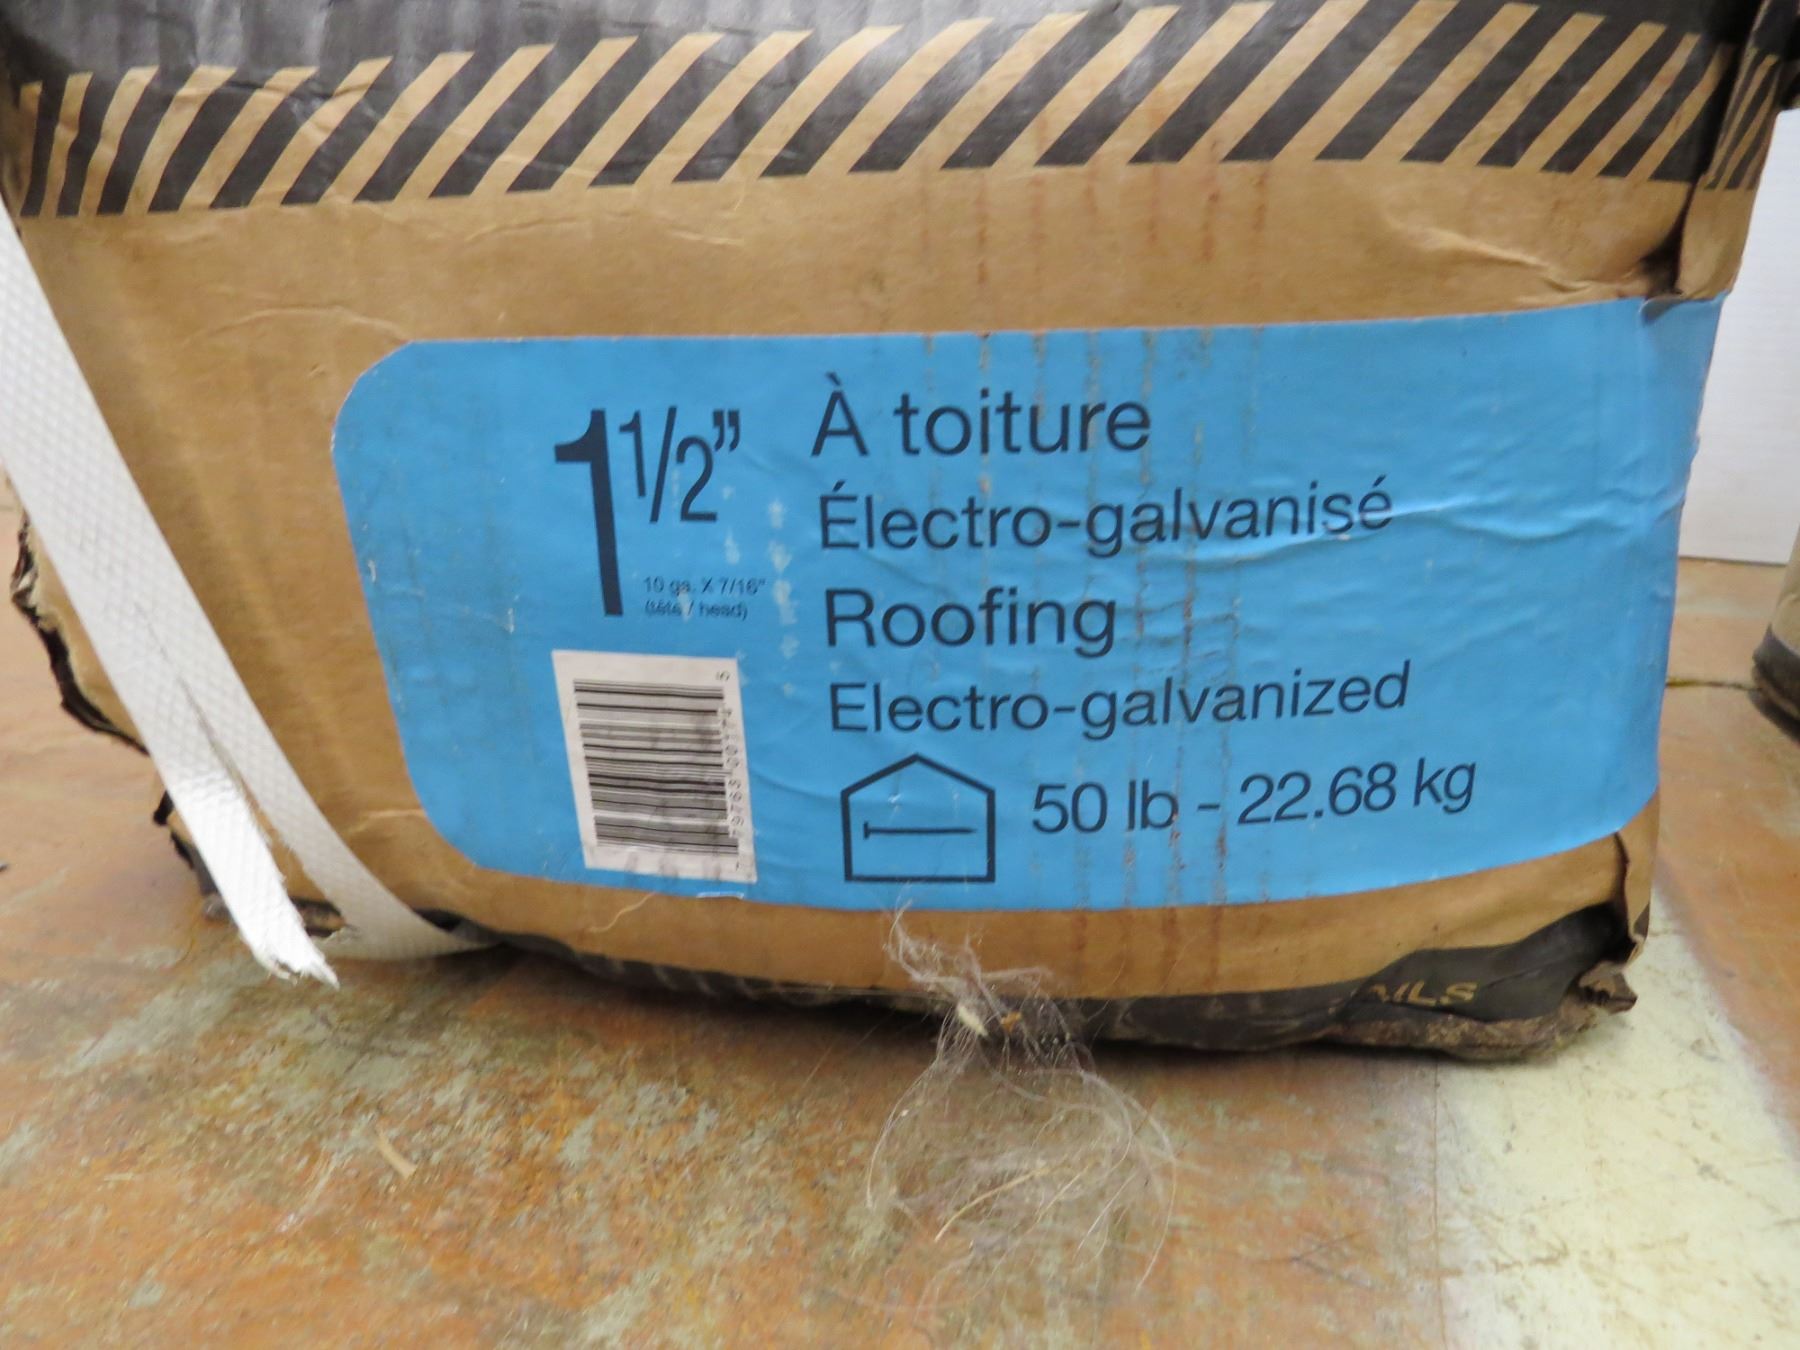 1 1/2"
10 ga. X 7/16"
(tête / head)
À toiture
Électro-galvanisé
Roofing
Electro-galvanized
50 lb - 22.68 kg